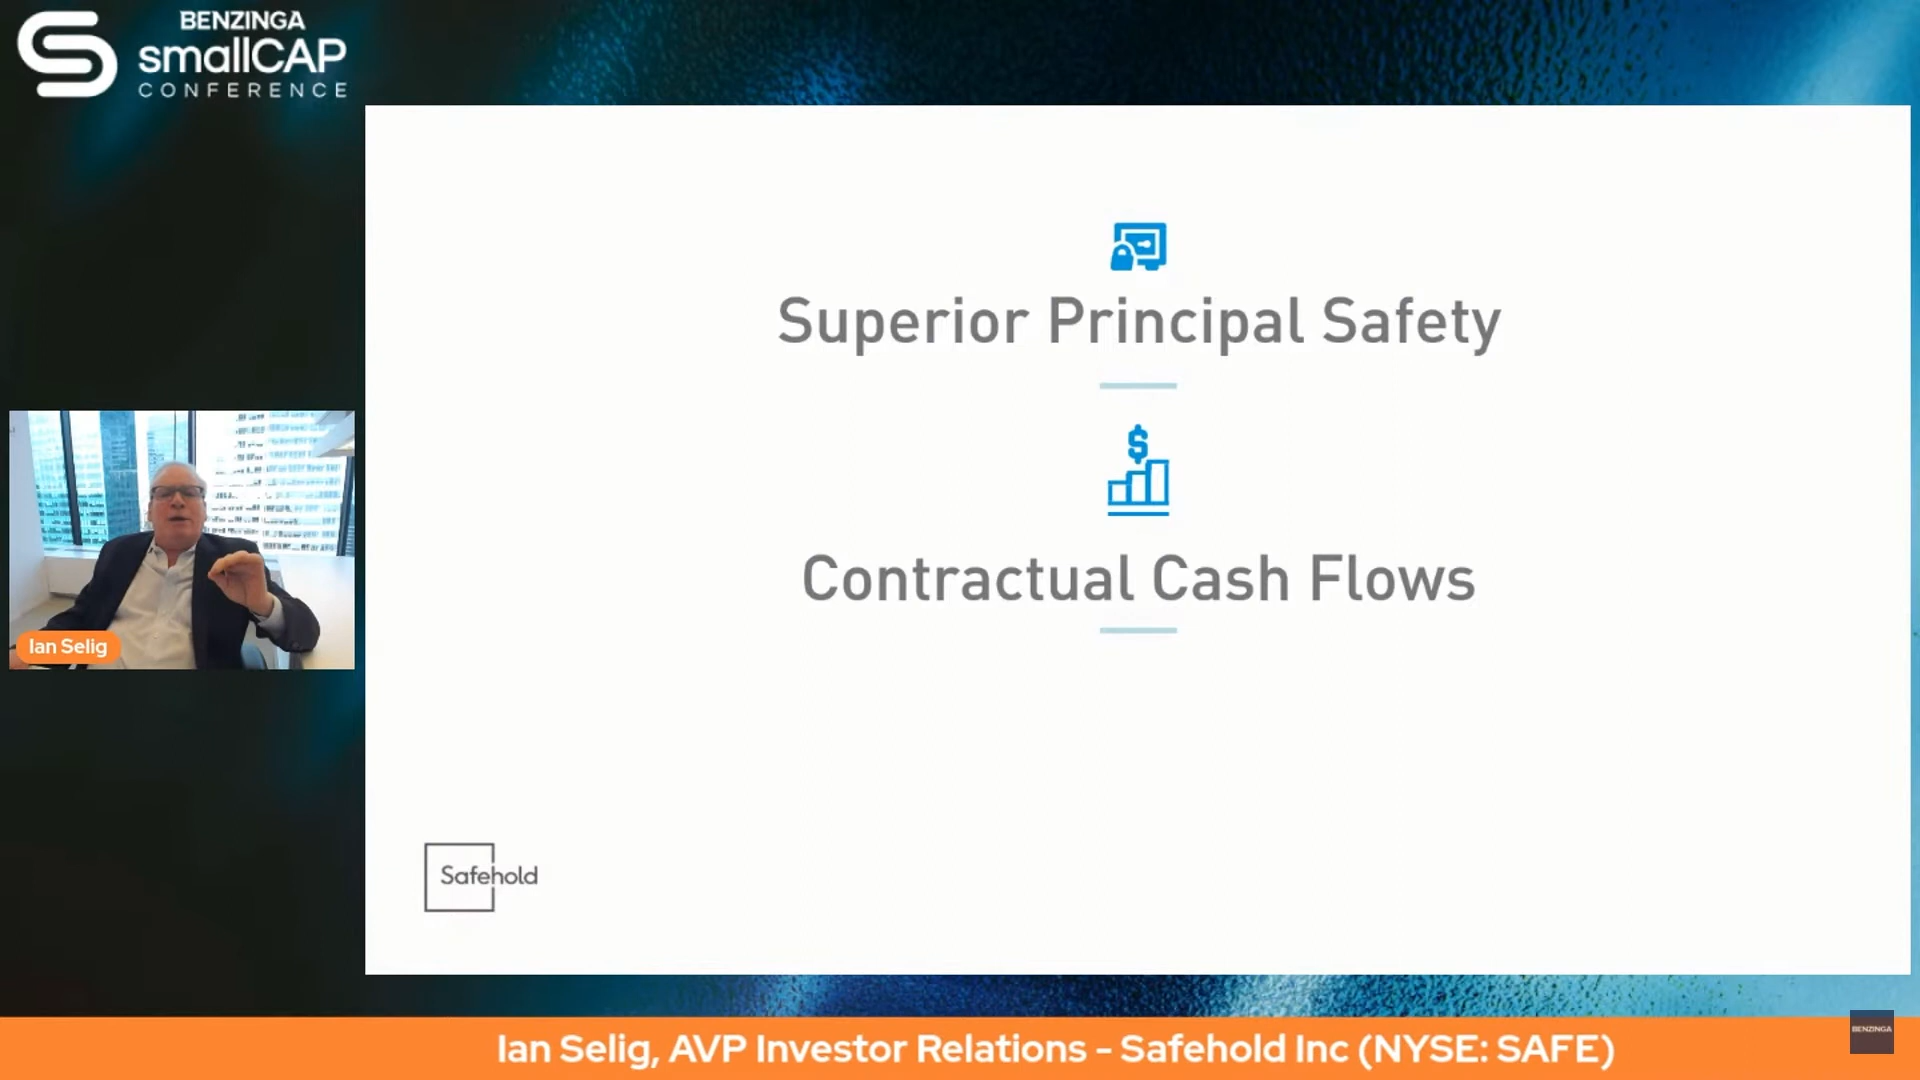 BENZINGA
smallCAP
CONFERENCE
Superior Principal Safety
$
Contractual Cash Flows
Ian Selig
Safehold
Ian Selig, AVP Investor Relations - Safehold Inc (NYSE: SAFE)
BENZINGA